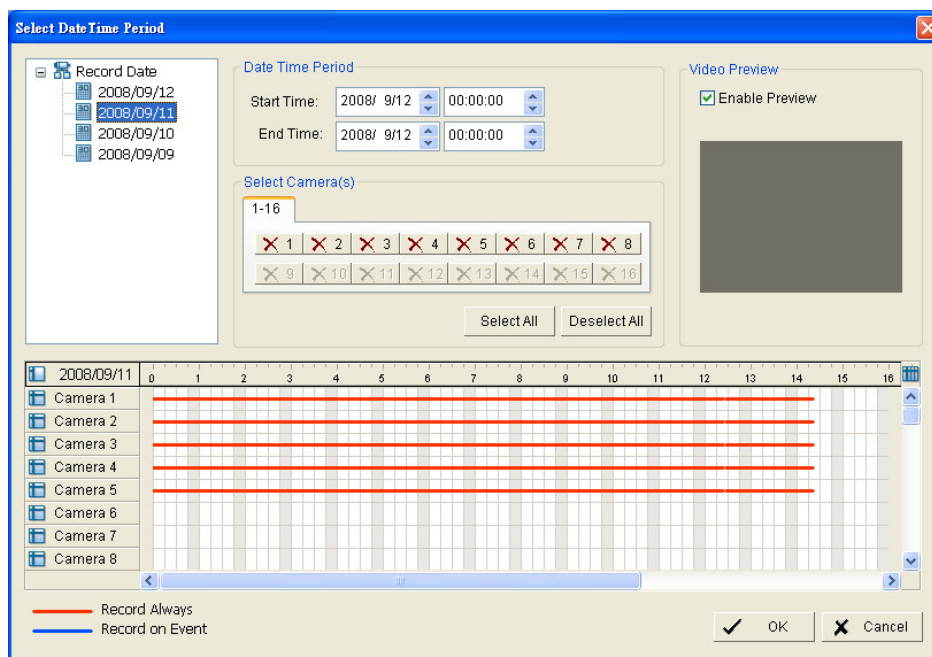 Select DateTime Period
Record Date
2008/09/12
2008/09/11
2008/09/10
2008/09/09
Date Time Period
Start Time: 2008/ 9/12 00:00:00
End Time: 2008/ 9/12 00:00:00
Select Camera(s)
1-16
1 2 3 4 5 6 7 8
9 10 11 12 13 14 15 16
Select All Deselect All
Video Preview
Enable Preview
2008/09/11 0 1 2 3 4 5 6 7 8 9 10 11 12 13 14 15 16
Camera 1
Camera 2
Camera 3
Camera 4
Camera 5
Camera 6
Camera 7
Camera 8
Record Always
Record on Event
OK Cancel